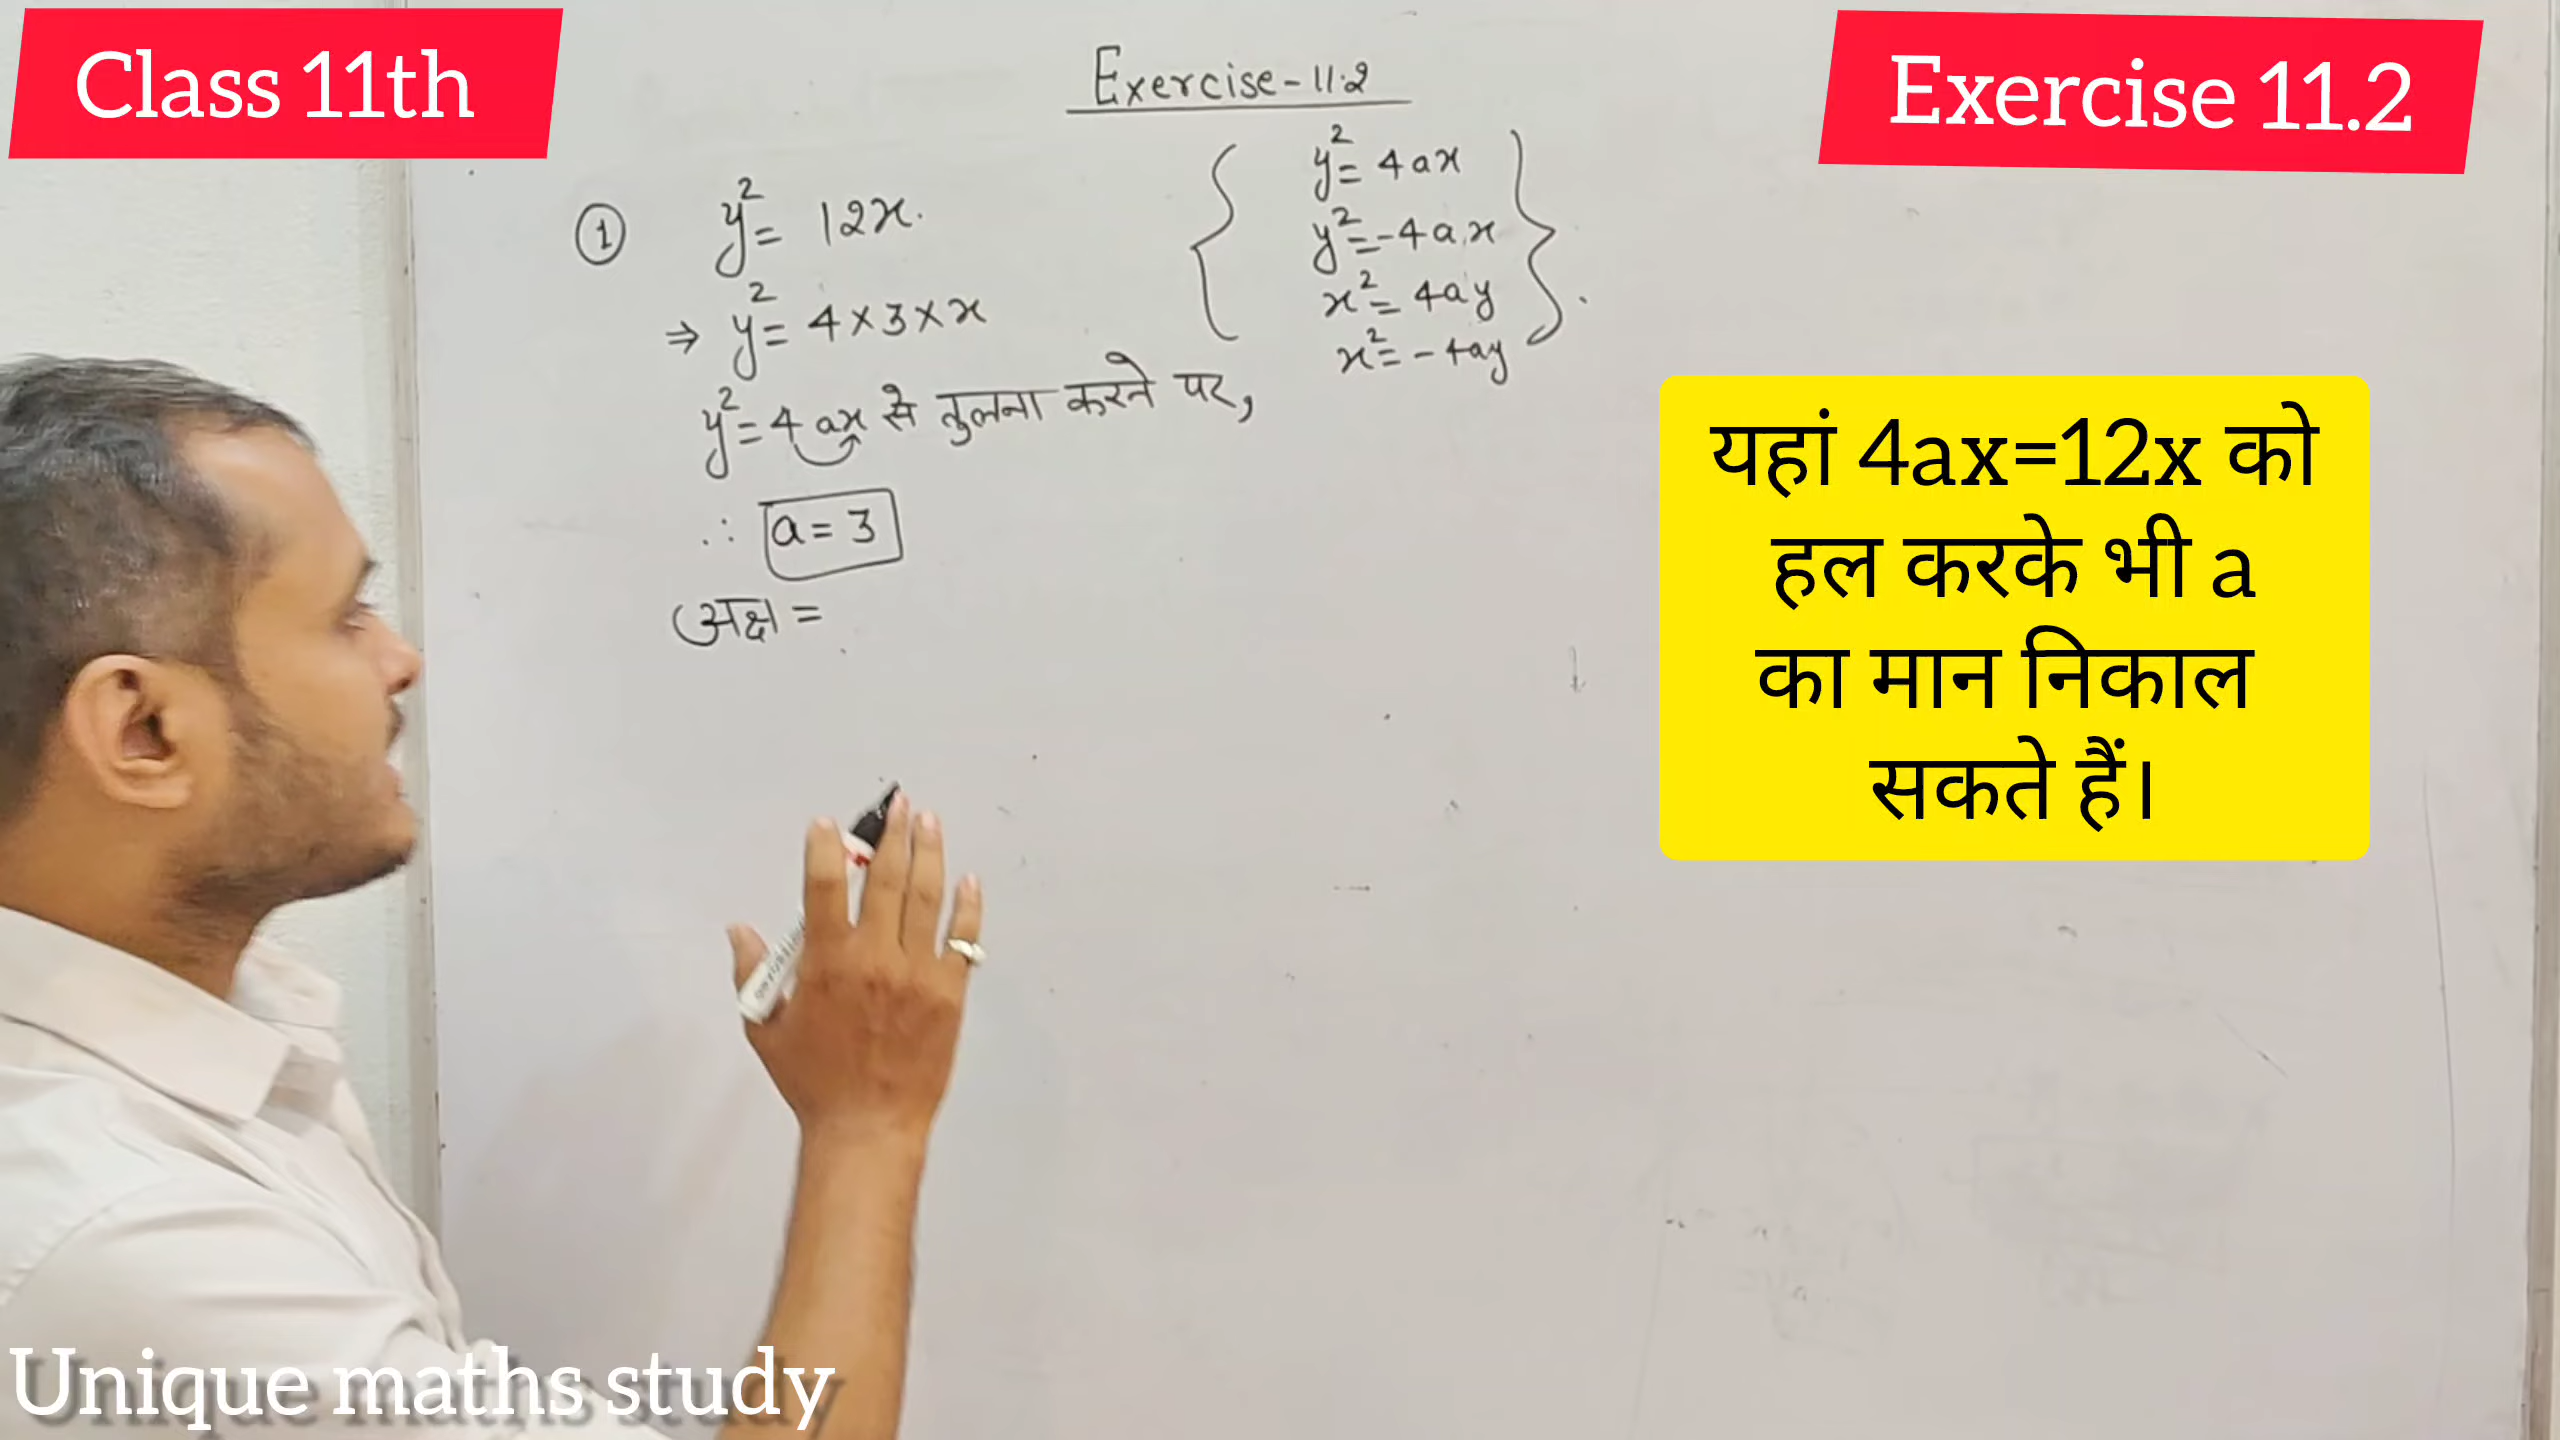 Class 11th
Exercise 11.2
Exercise-11.2
① y²= 12x.
⇒ y²= 4×3×x
y²=4ax से तुलना करने पर,
∴ a=3
अक्ष =
y²= 4ax
y²=-4ax
x²= 4ay
x²=-4ay
यहां 4ax=12x को
हल करके भी a
का मान निकाल
सकते हैं।
Unique maths study